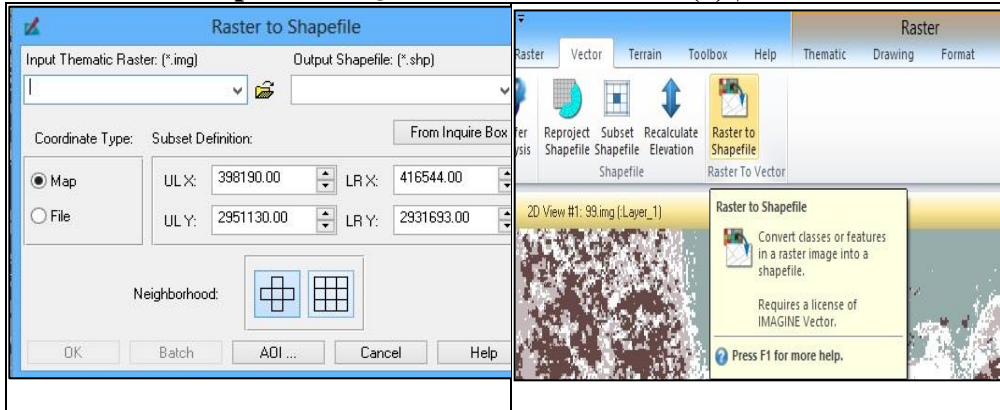 Raster to Shapefile
Input Thematic Raster: (*.img)
Output Shapefile: (*.shp)
From Inquire Box
Coordinate Type:
Subset Definition:
Map
File
UL X: 398190.00
LR X: 416544.00
UL Y: 2951130.00
LR Y: 2931693.00
Neighborhood:
OK
Batch
AOI ...
Cancel
Help
Raster
Raster
Vector
Terrain
Toolbox
Help
Thematic
Drawing
Format
Reproject Subset Recalculate Raster to
Shapefile Shapefile Elevation Shapefile
Shapefile
Raster To Vector
2D View #1: 99.img (:Layer_1)
Raster to Shapefile
Convert classes or features
in a raster image into a
shapefile.
Requires a license of
IMAGINE Vector.
Press F1 for more help.